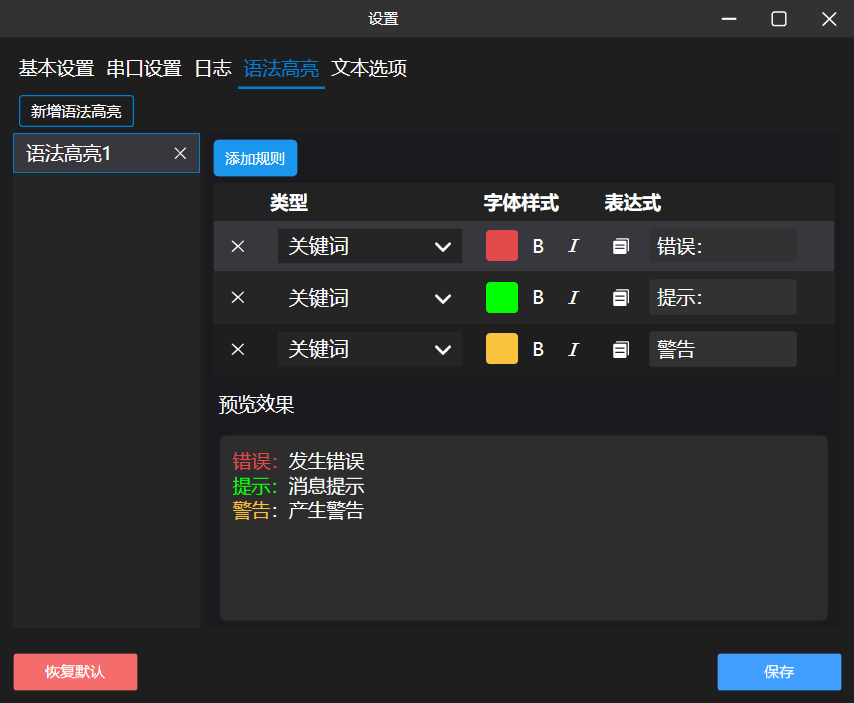 设置
基本设置 串口设置 日志 语法高亮 文本选项
新增语法高亮
语法高亮1
添加规则
类型 字体样式 表达式
关键词 B I 错误：
关键词 B I 提示：
关键词 B I 警告
预览效果
错误：发生错误
提示：消息提示
警告：产生警告
恢复默认 保存